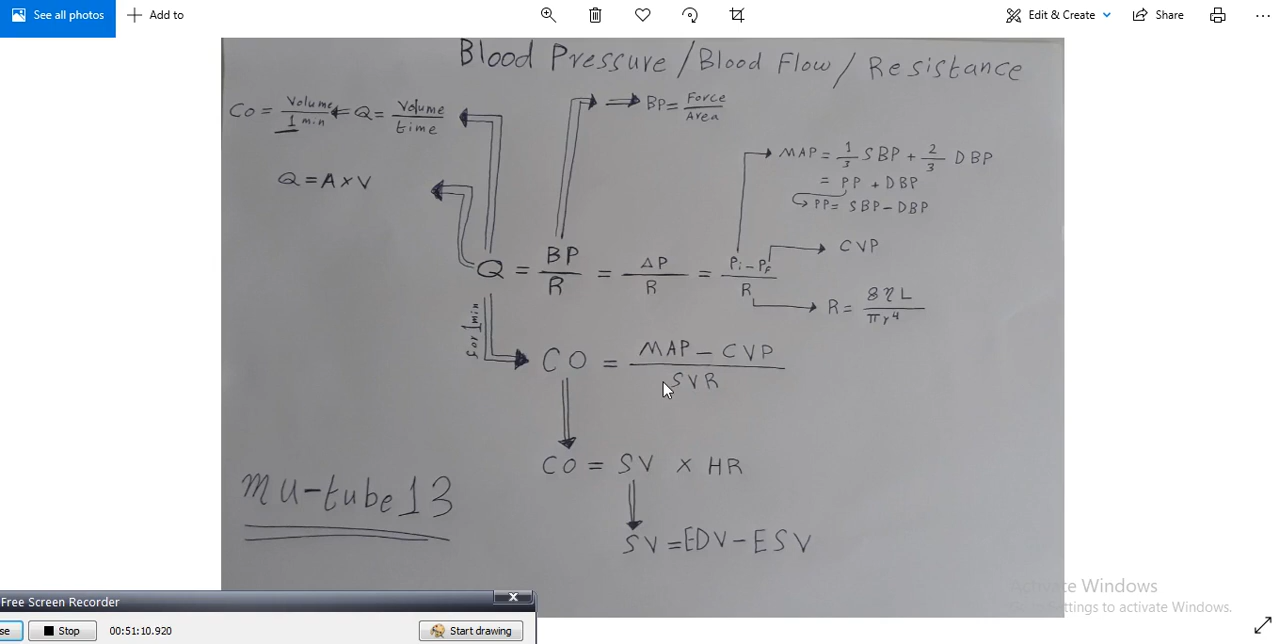 See all photos
Add to
Edit & Create
Share
Blood Pressure / Blood Flow / Resistance
CO = Volume / 1 min ← Q = Volume / time
BP = Force / Area
Q = A × V
MAP = 1/3 SBP + 2/3 DBP
= PP + DBP
PP = SBP - DBP
CVP
Q = BP / R = ΔP / R = Pi - Pf / R
R = 8ηL / πr⁴
for 1 min
CO = MAP - CVP / SVR
CO = SV × HR
SV = EDV - ESV
mu-tube13
Activate Windows
Settings to activate Windows.
Free Screen Recorder
se
Stop
00:51:10.920
Start drawing